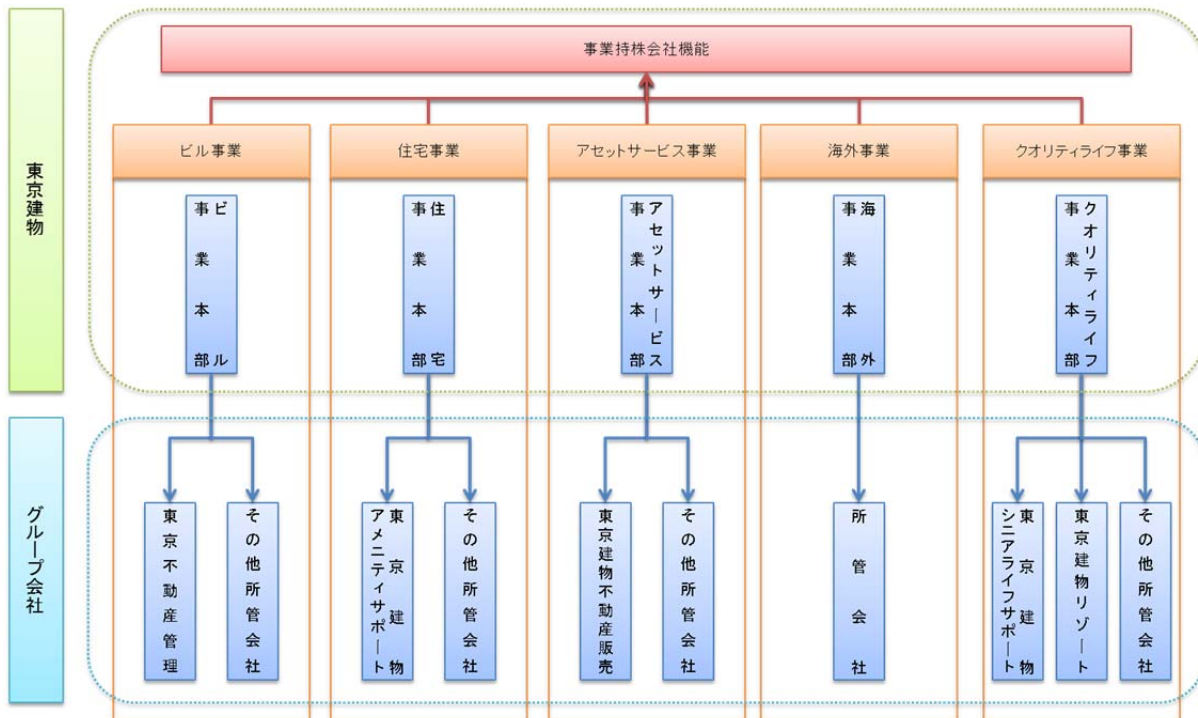 事業持株会社機能
東京建物
ビル事業
住宅事業
アセットサービス事業
海外事業
クオリティライフ事業
ビル
事業本部
住宅
事業本部
アセットサービス
事業本部
海外
事業本部
クオリティライフ
事業本部
グループ会社
東京不動産管理
その他所管会社
東京建物
アメニティサポート
その他所管会社
東京建物不動産販売
その他所管会社
所管会社
東京建物
シニアライフサポート
東京建物リゾート
その他所管会社